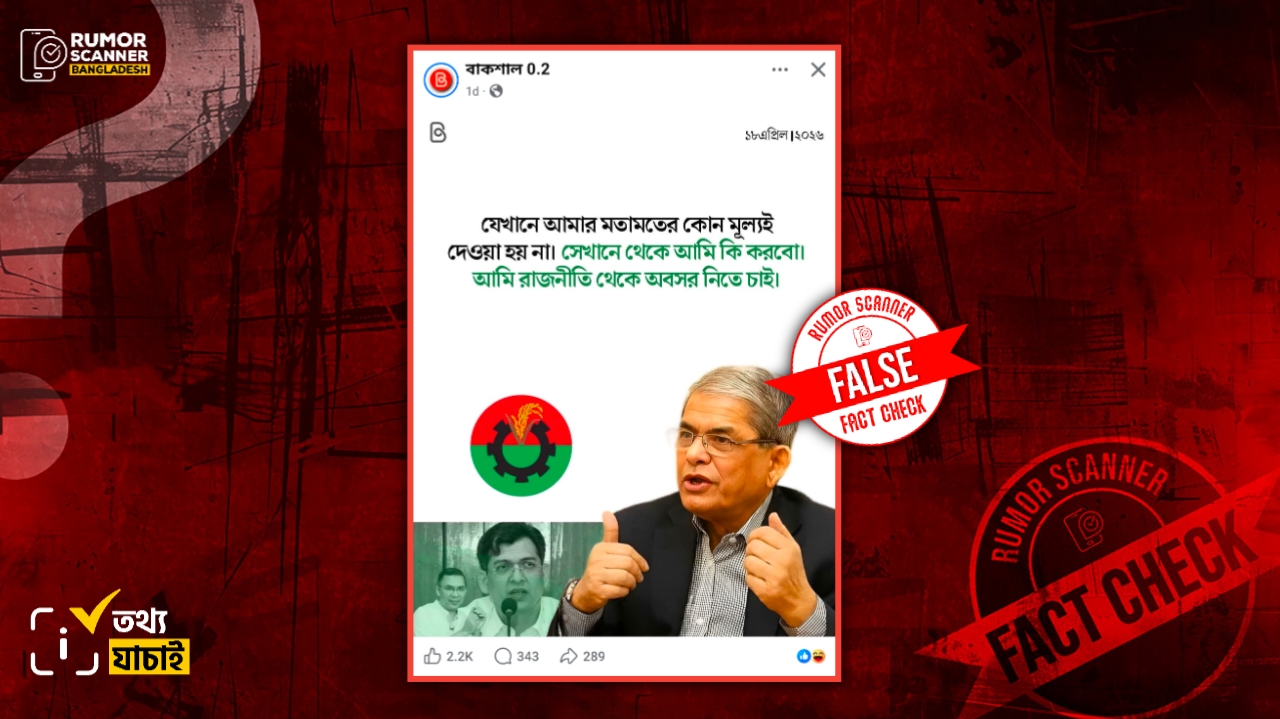 RUMOR
SCANNER
BANGLADESH
বাকশাল 0.2
1d
১৮এপ্রিল।২০২৬
যেখানে আমার মতামতের কোন মূল্যই
দেওয়া হয় না। সেখানে থেকে আমি কি করবো।
আমি রাজনীতি থেকে অবসর নিতে চাই।
RUMOR SCANNER
FALSE
FACT CHECK
RUMOR SCANNER
FACT CHECK
তথ্য
যাচাই
2.2K 343 289